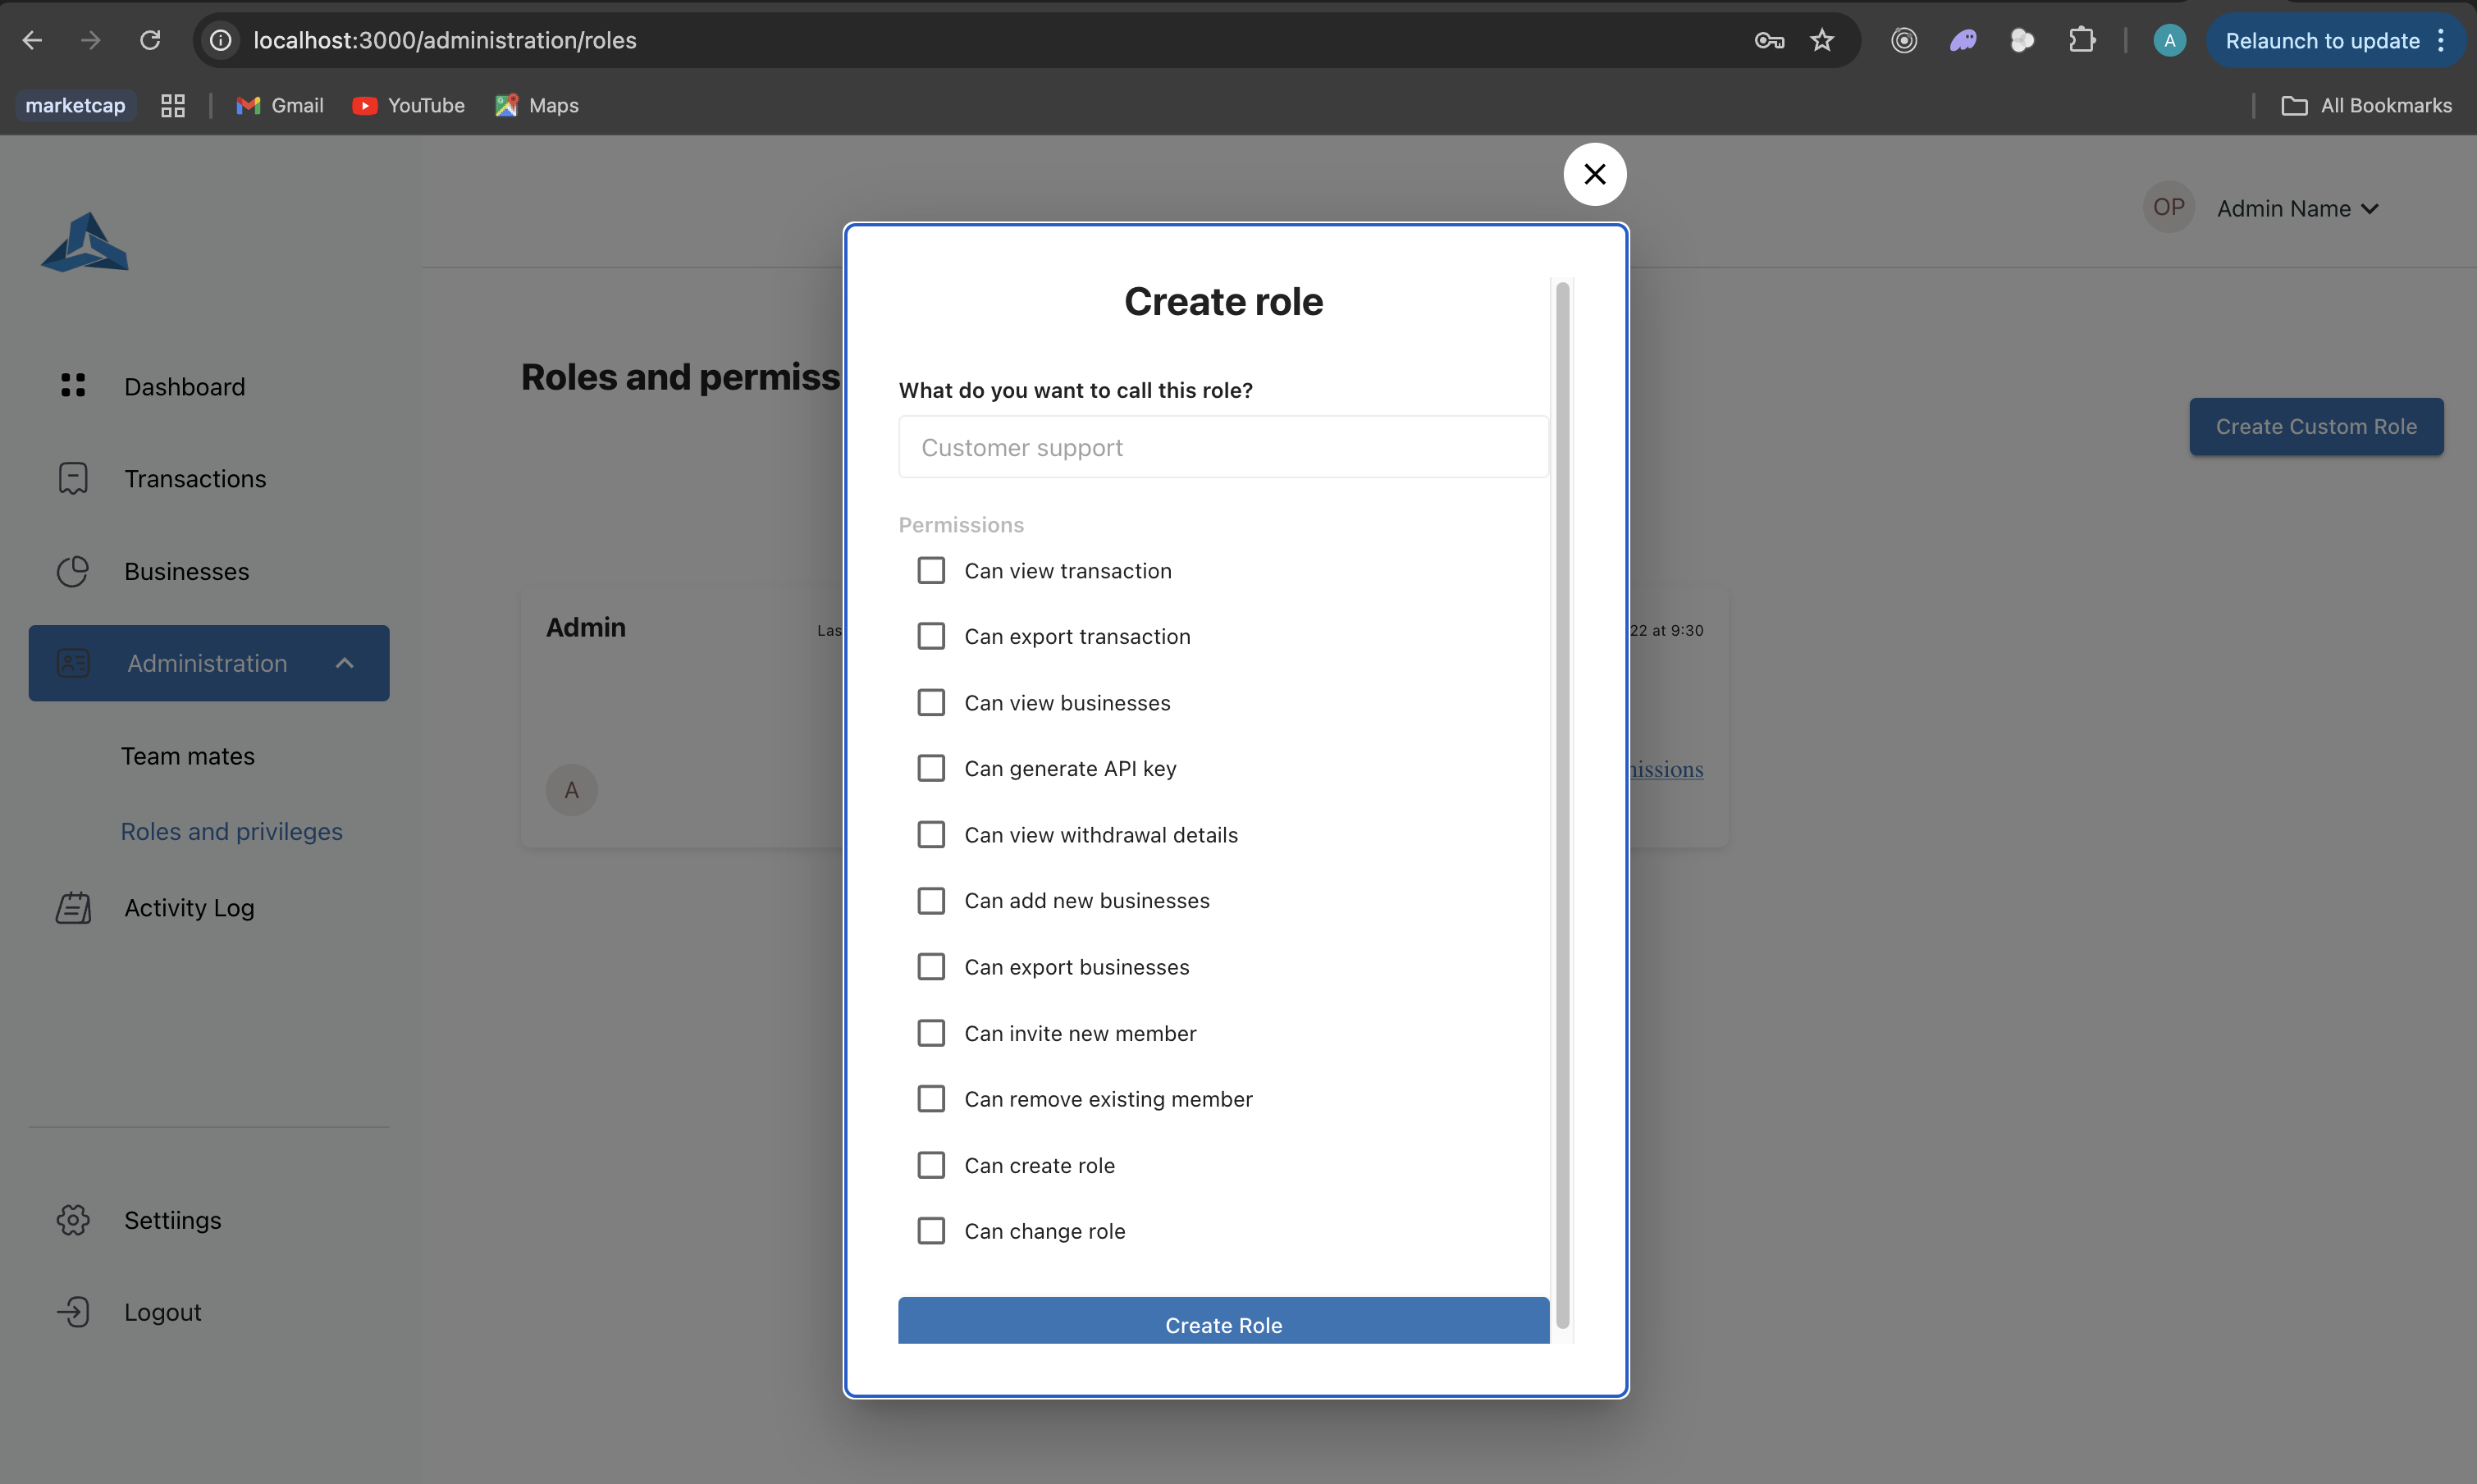 localhost:3000/administration/roles
A
Relaunch to update
marketcap
Gmail
YouTube
Maps
All Bookmarks
OP
Admin Name
Dashboard
Transactions
Businesses
Administration
Team mates
Roles and privileges
Activity Log
Settiings
Logout
Roles and permiss
Create Custom Role
Admin
Las
22 at 9:30
A
issions
Create role
What do you want to call this role?
Customer support
Permissions
Can view transaction
Can export transaction
Can view businesses
Can generate API key
Can view withdrawal details
Can add new businesses
Can export businesses
Can invite new member
Can remove existing member
Can create role
Can change role
Create Role